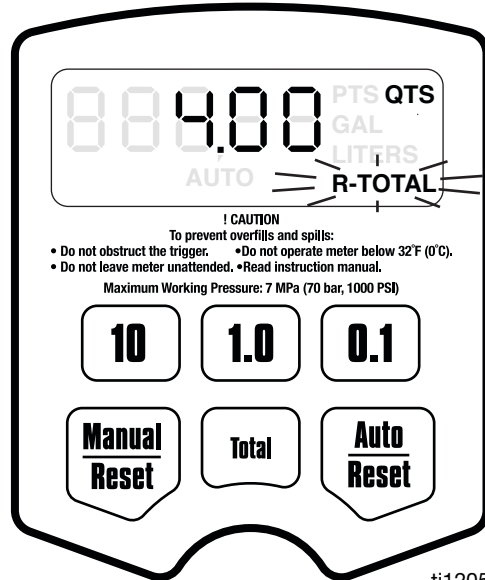 4.00
PTS QTS
GAL
LITERS
AUTO
R-TOTAL
! CAUTION
To prevent overfills and spills:
• Do not obstruct the trigger. •Do not operate meter below 32˚F (0˚C).
• Do not leave meter unattended. •Read instruction manual.
Maximum Working Pressure: 7 MPa (70 bar, 1000 PSI)
10 1.0 0.1
Manual
Reset
Total
Auto
Reset